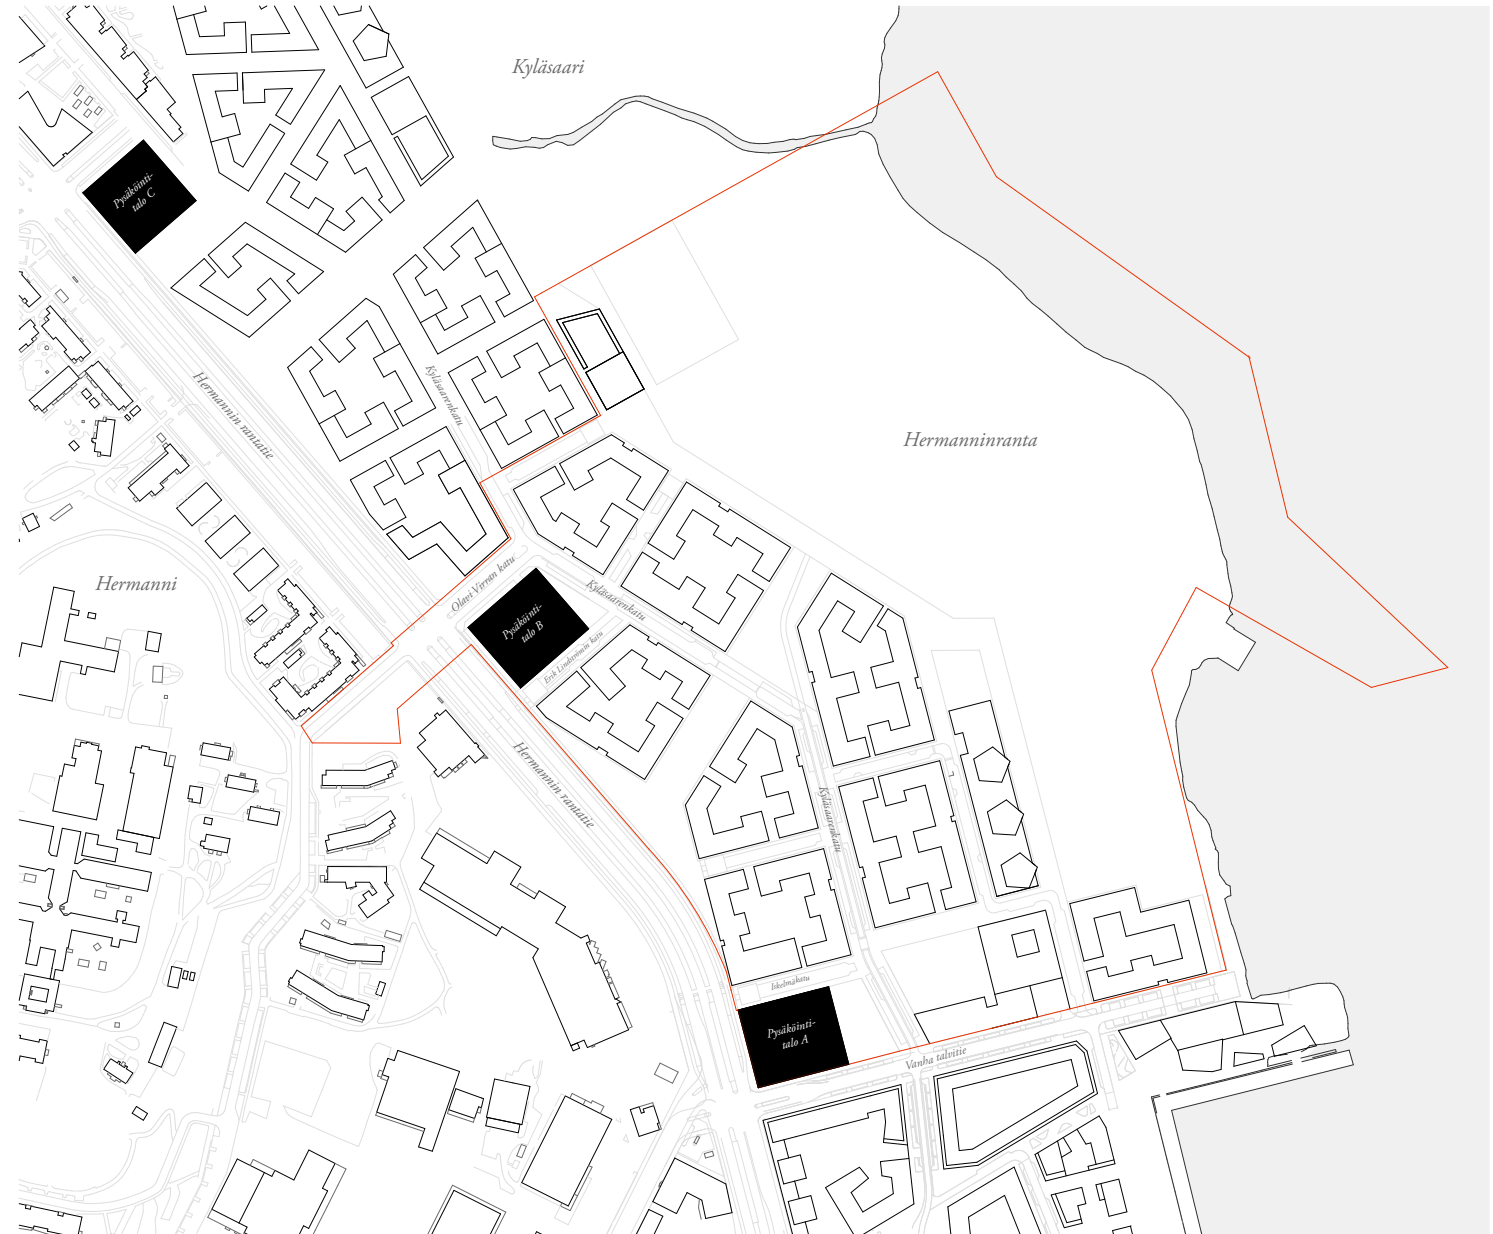 Kyläsaari
Pysäköinti-
talo C
Hermannin rantatie
Kyläsaarenkatu
Hermanninranta
Hermanni
Olavi Virran katu
Kyläsaarenkatu
Pysäköinti-
talo B
Erik Lindströmin katu
Hermannin rantatie
Kyläsaarenkatu
Iskelmäkatu
Pysäköinti-
talo A
Vanha talvitie